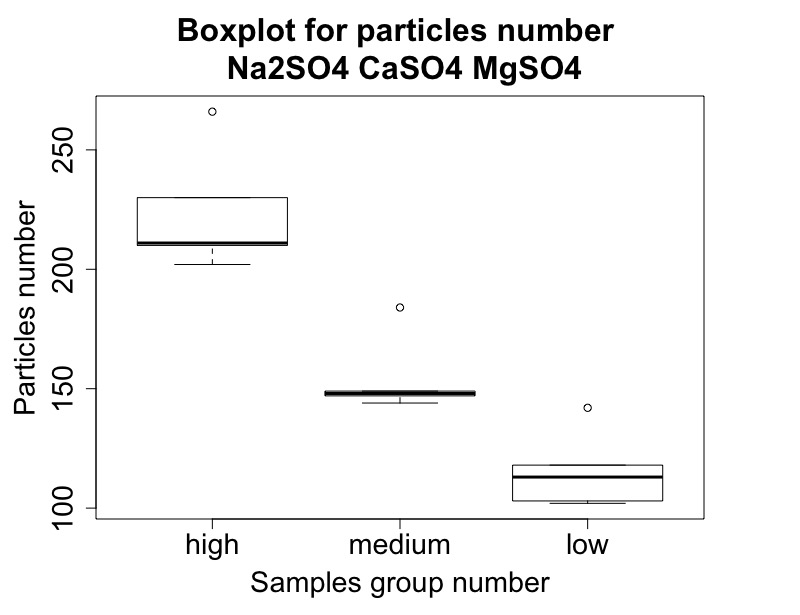 Boxplot for particles number
Na2SO4 CaSO4 MgSO4
Particles number
250
200
150
100
high medium low
Samples group number